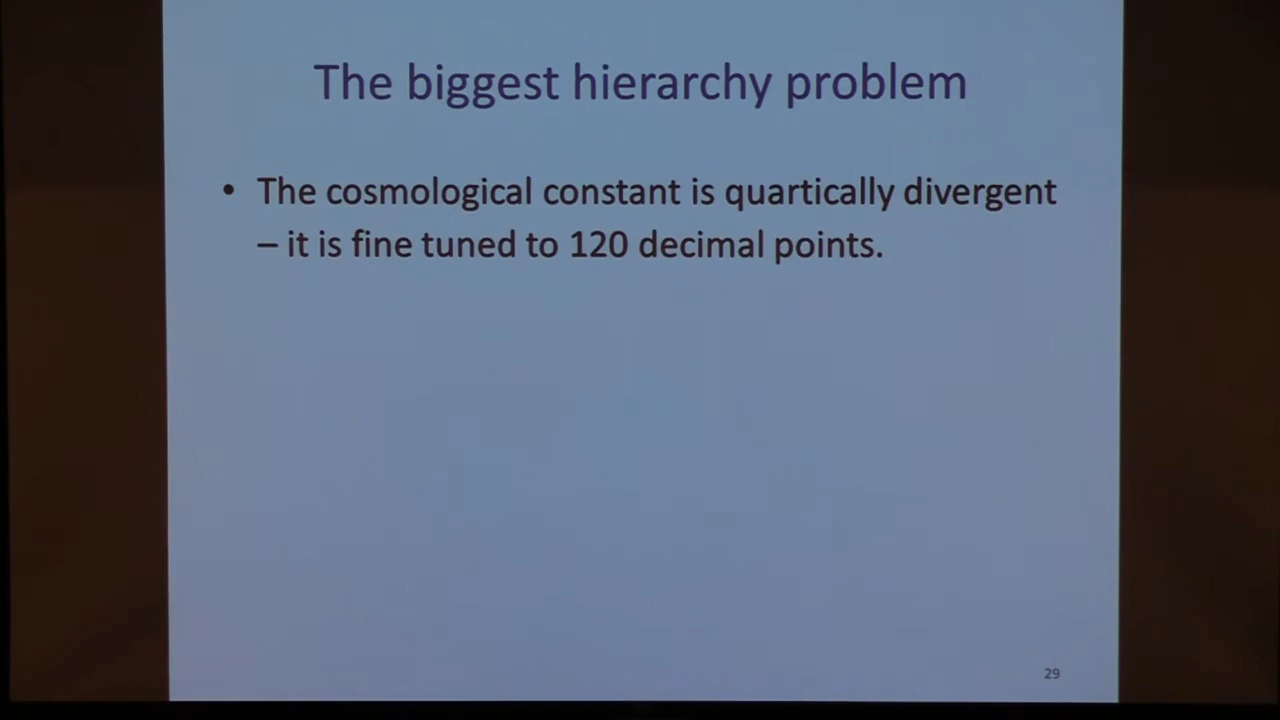 The biggest hierarchy problem
• The cosmological constant is quartically divergent
– it is fine tuned to 120 decimal points.
29